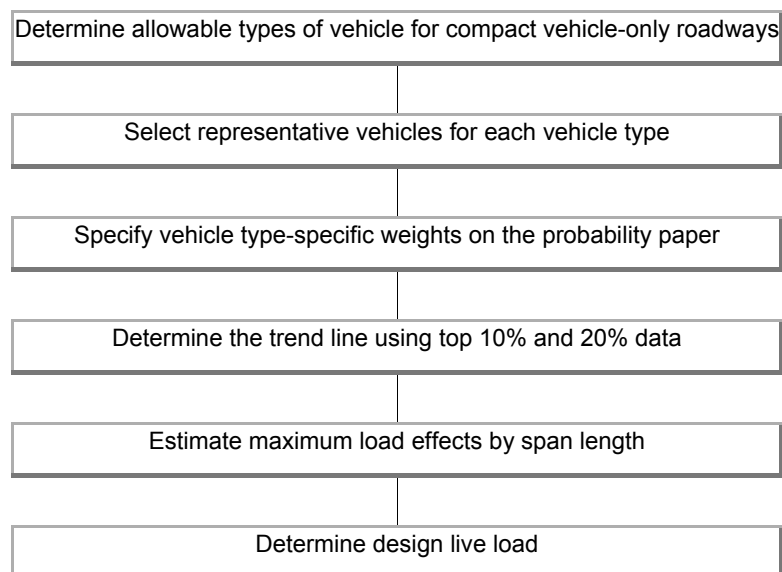 Determine allowable types of vehicle for compact vehicle-only roadways
Select representative vehicles for each vehicle type
Specify vehicle type-specific weights on the probability paper
Determine the trend line using top 10% and 20% data
Estimate maximum load effects by span length
Determine design live load